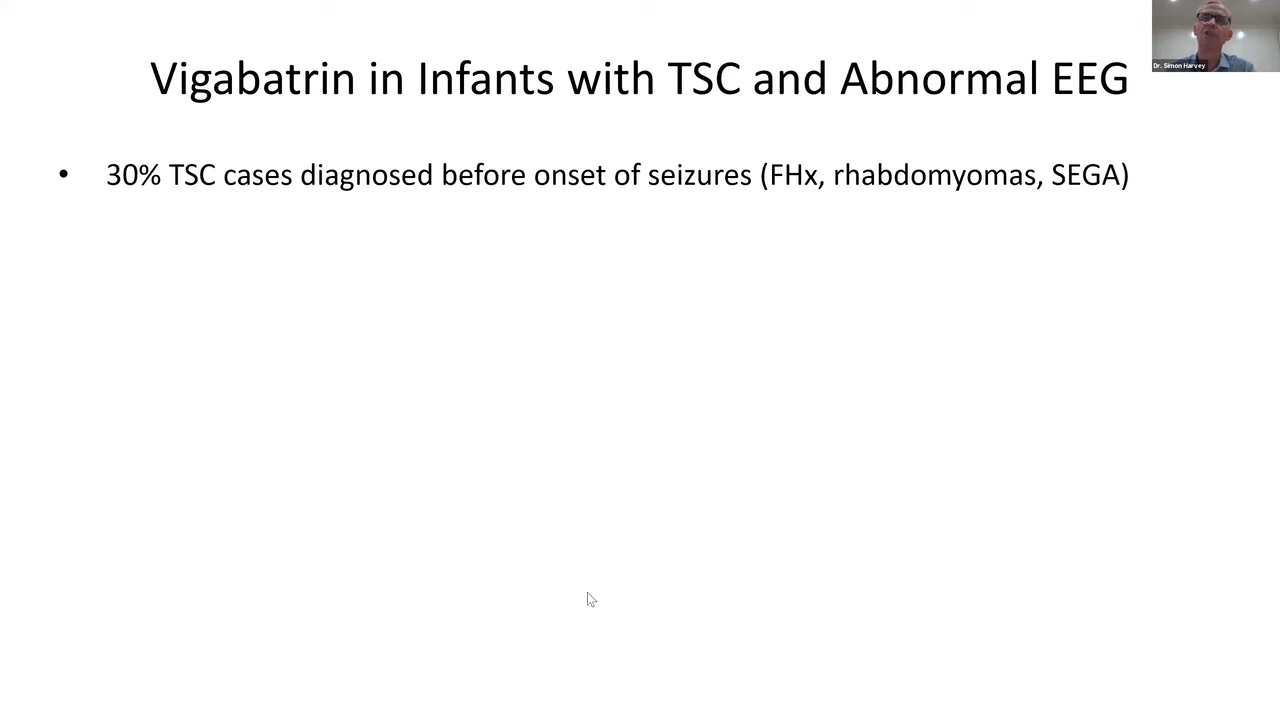 Vigabatrin in Infants with TSC and Abnormal EEG
Dr. Simon Harvey
• 30% TSC cases diagnosed before onset of seizures (FHx, rhabdomyomas, SEGA)